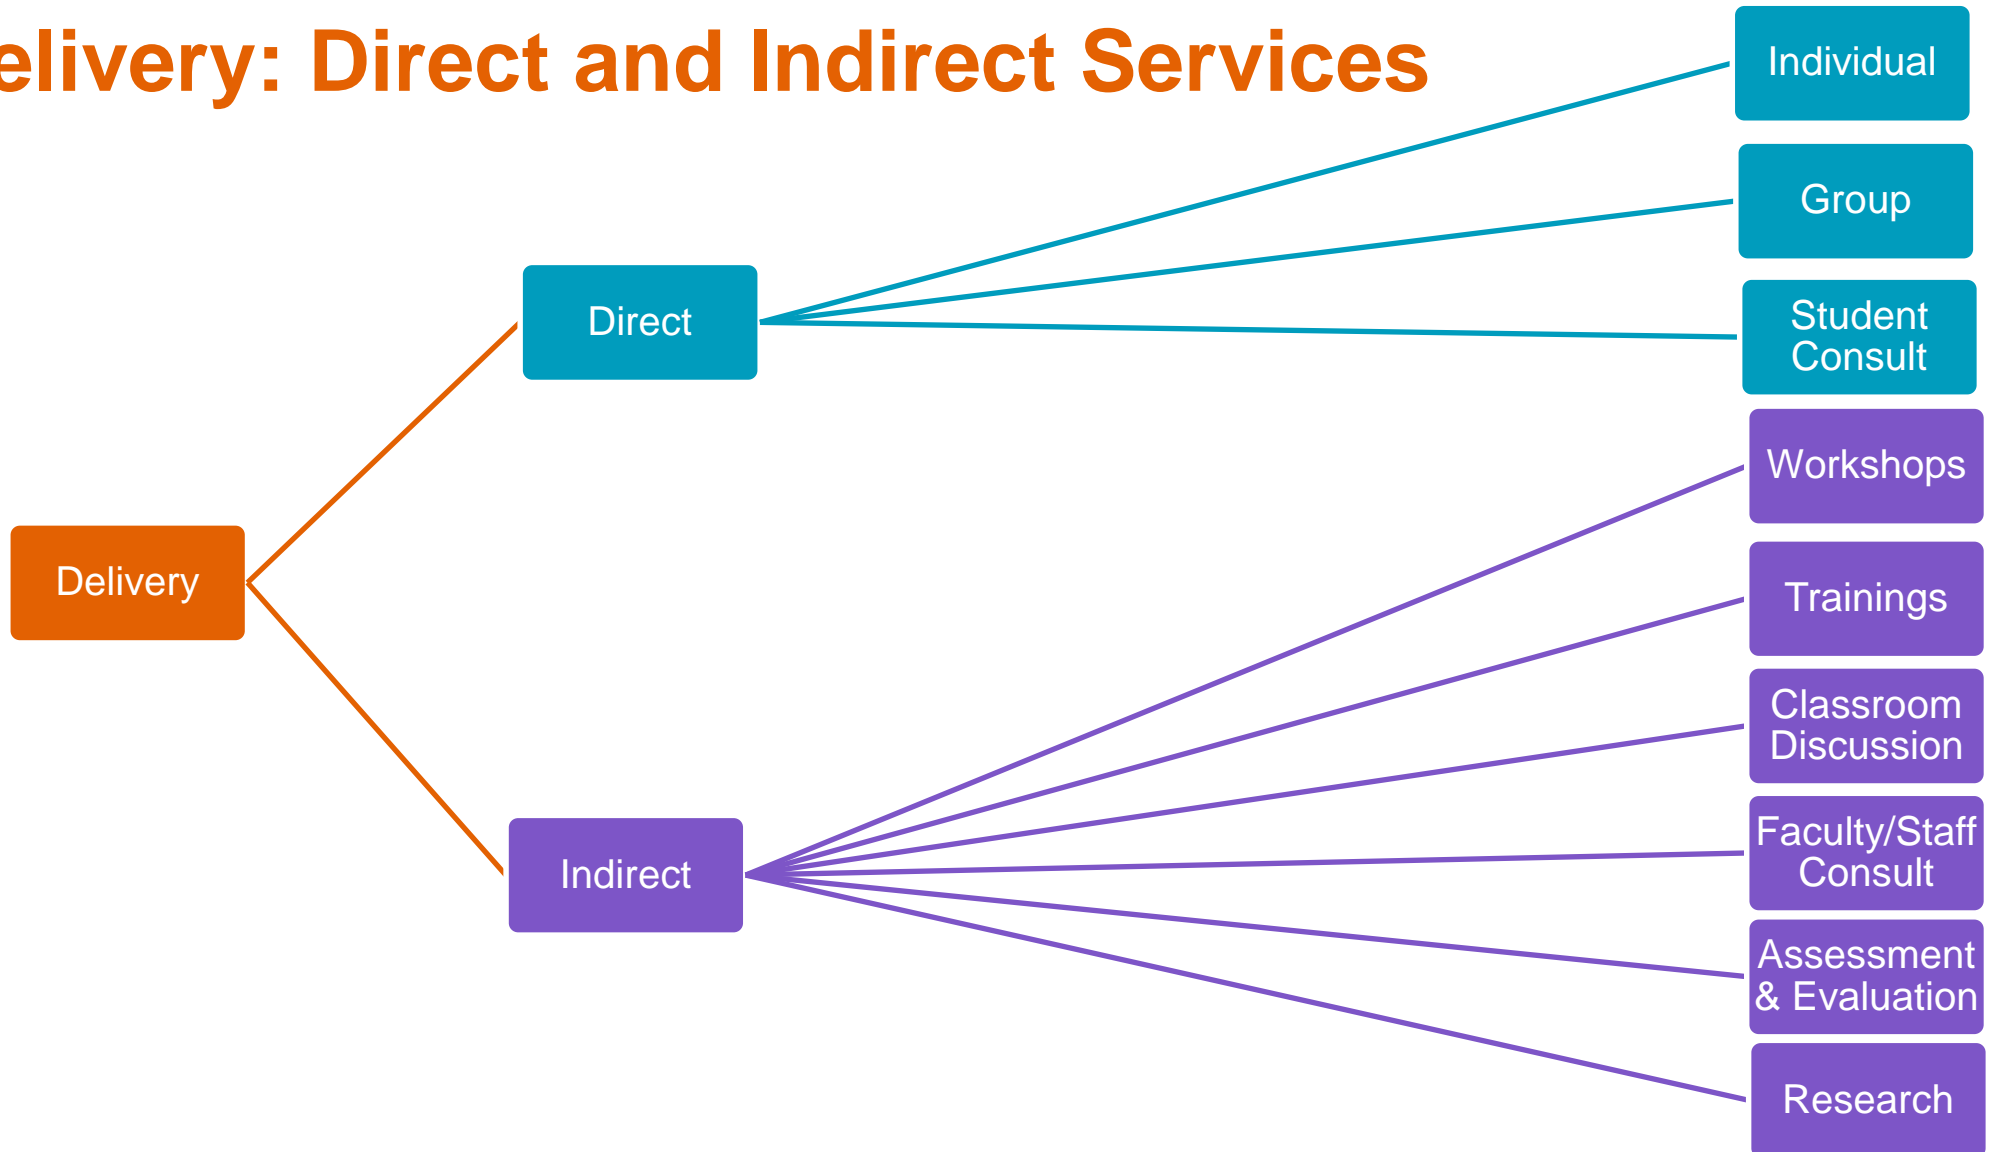 elivery: Direct and Indirect Services
Individual
Group
Direct
Student
Consult
Workshops
Delivery
Trainings
Classroom
Discussion
Indirect
Faculty/Staff
Consult
Assessment
& Evaluation
Research